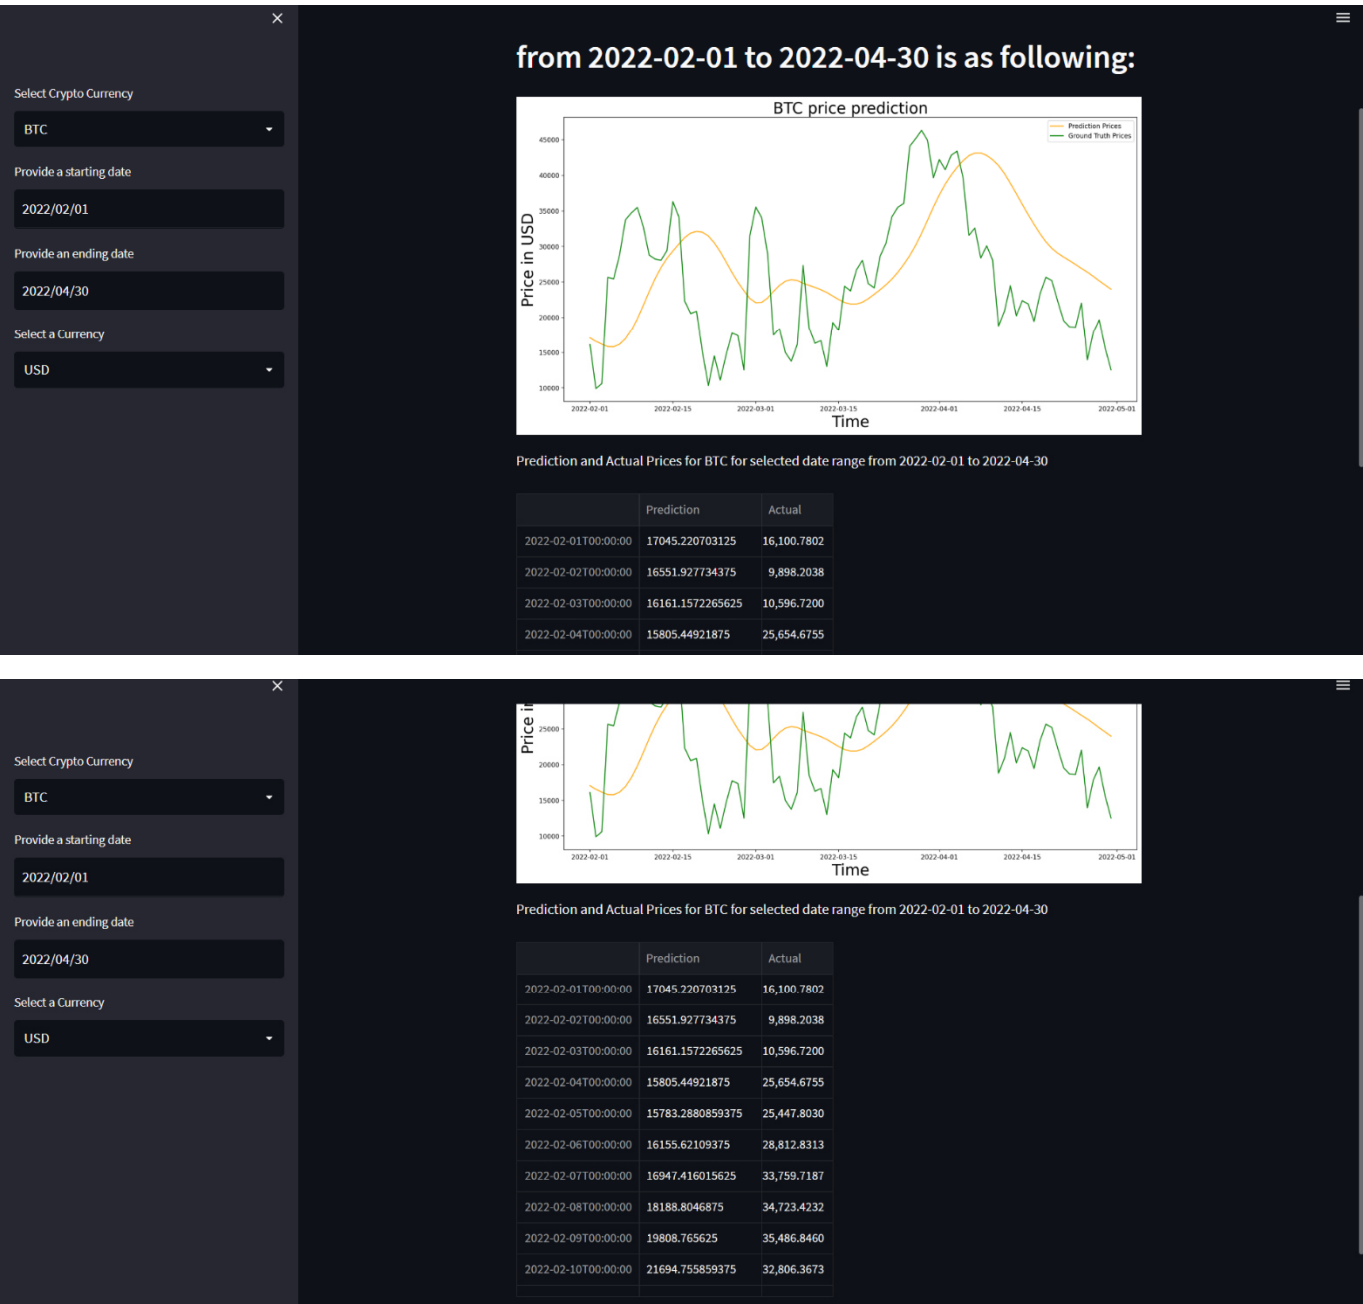 from 2022-02-01 to 2022-04-30 is as following:
Select Crypto Currency
BTC
Provide a starting date
2022/02/01
Provide an ending date
2022/04/30
Select a Currency
USD
BTC price prediction
Prediction Prices
Ground Truth Prices
Price in USD
45000
40000
35000
30000
25000
20000
15000
10000
2022-02-01 2022-02-15 2022-03-01 2022-03-15 2022-04-01 2022-04-15 2022-05-01
Time
Prediction and Actual Prices for BTC for selected date range from 2022-02-01 to 2022-04-30
Prediction Actual
2022-02-01T00:00:00 17045.220703125 16,100.7802
2022-02-02T00:00:00 16551.927734375 9,898.2038
2022-02-03T00:00:00 16161.1572265625 10,596.7200
2022-02-04T00:00:00 15805.44921875 25,654.6755
Select Crypto Currency
BTC
Provide a starting date
2022/02/01
Provide an ending date
2022/04/30
Select a Currency
USD
Price i
25000
20000
15000
10000
2022-02-01 2022-02-15 2022-03-01 2022-03-15 2022-04-01 2022-04-15 2022-05-01
Time
Prediction and Actual Prices for BTC for selected date range from 2022-02-01 to 2022-04-30
Prediction Actual
2022-02-01T00:00:00 17045.220703125 16,100.7802
2022-02-02T00:00:00 16551.927734375 9,898.2038
2022-02-03T00:00:00 16161.1572265625 10,596.7200
2022-02-04T00:00:00 15805.44921875 25,654.6755
2022-02-05T00:00:00 15783.2880859375 25,447.8030
2022-02-06T00:00:00 16155.62109375 28,812.8313
2022-02-07T00:00:00 16947.416015625 33,759.7187
2022-02-08T00:00:00 18188.8046875 34,723.4232
2022-02-09T00:00:00 19808.765625 35,486.8460
2022-02-10T00:00:00 21694.755859375 32,806.3673